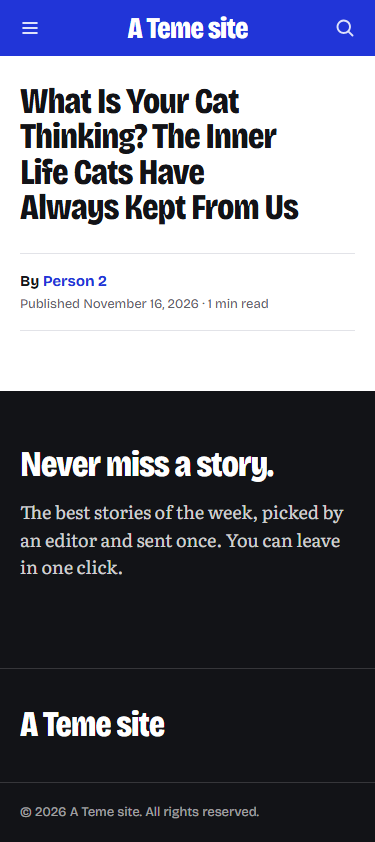 A Teme site
What Is Your Cat
Thinking? The Inner
Life Cats Have
Always Kept From Us
By Person 2
Published November 16, 2026 · 1 min read
Never miss a story.
The best stories of the week, picked by
an editor and sent once. You can leave
in one click.
A Teme site
© 2026 A Teme site. All rights reserved.